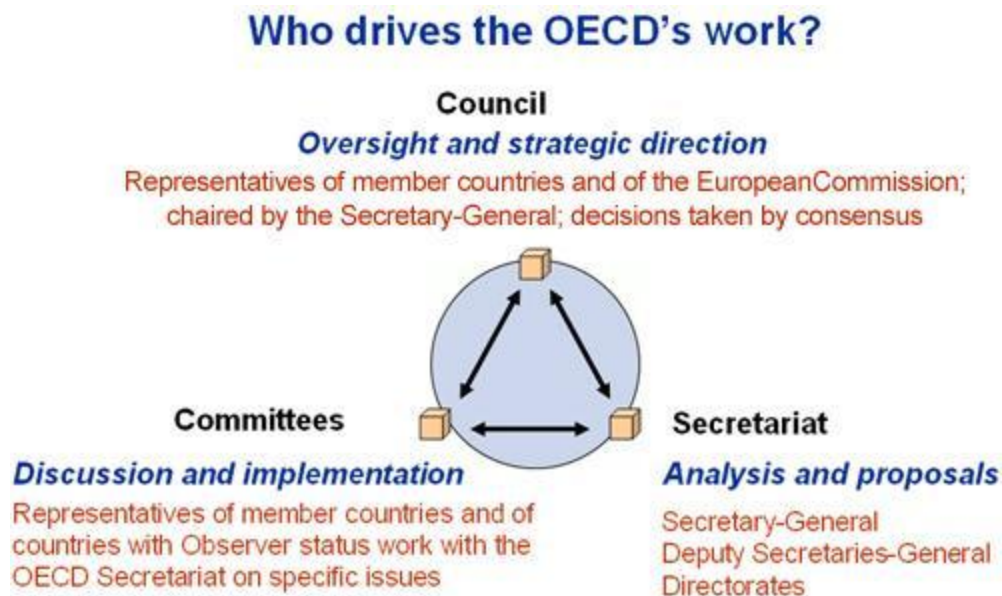 Who drives the OECD's work?
Council
Oversight and strategic direction
Representatives of member countries and of the EuropeanCommission;
chaired by the Secretary-General; decisions taken by consensus
Committees
Discussion and implementation
Representatives of member countries and of
countries with Observer status work with the
OECD Secretariat on specific issues
Secretariat
Analysis and proposals
Secretary-General
Deputy Secretaries-General
Directorates